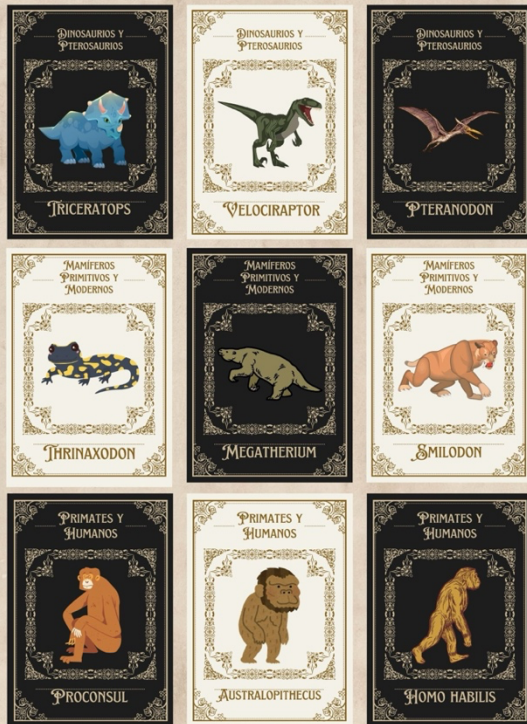 Dinosaurios y
Pterosaurios
Triceratops
Dinosaurios y
Pterosaurios
Velociraptor
Dinosaurios y
Pterosaurios
Pteranodon
Mamíferos
Primitivos y
Modernos
Thrinaxodon
Mamíferos
Primitivos y
Modernos
Megatherium
Mamíferos
Primitivos y
Modernos
Smilodon
Primates y
Humanos
Proconsul
Primates y
Humanos
Australopithecus
Primates y
Humanos
Homo habilis